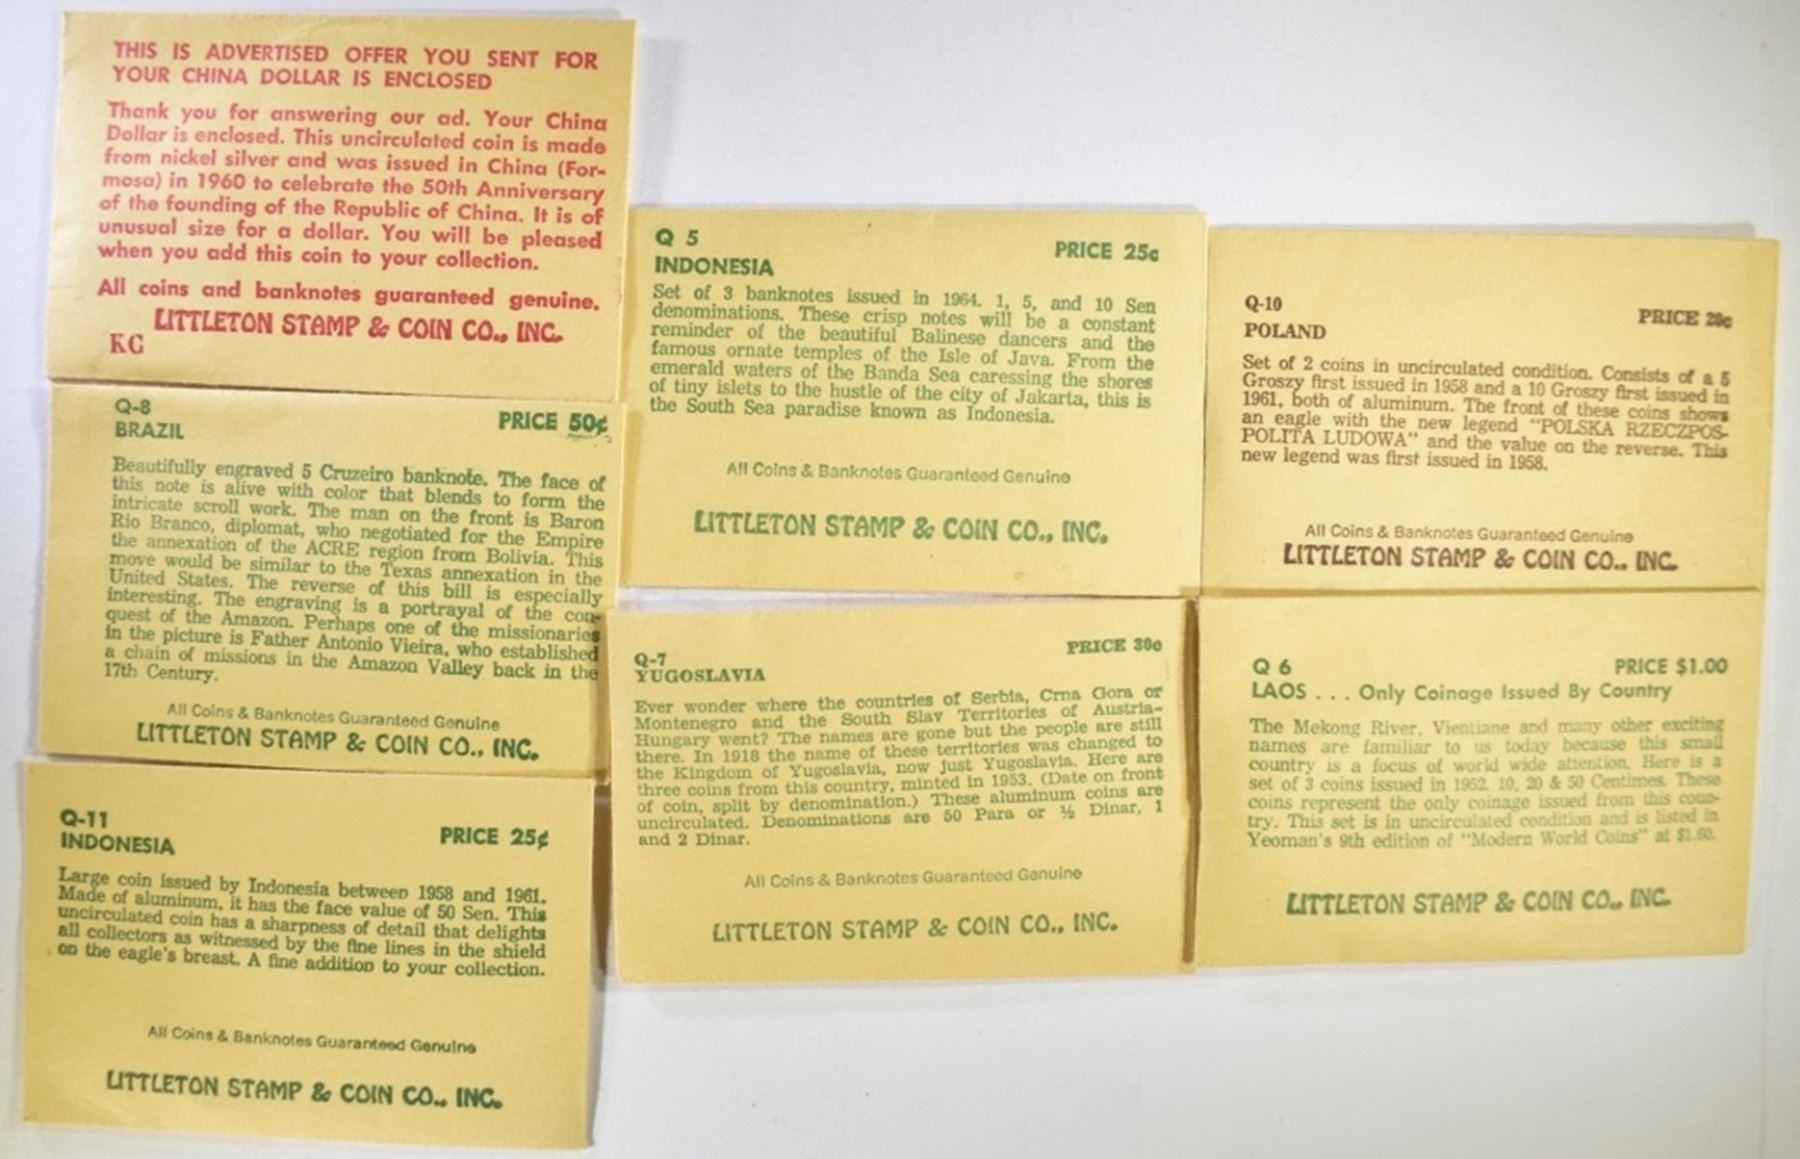 THIS IS ADVERTISED OFFER YOU SENT FOR
YOUR CHINA DOLLAR IS ENCLOSED
Thank you for answering our ad. Your China
Dollar is enclosed. This uncirculated coin is made
from nickel silver and was issued in China (For-
mosa) in 1960 to celebrate the 50th Anniversary
of the founding of the Republic of China. It is of
unusual size for a dollar. You will be pleased
when you add this coin to your collection.
All coins and banknotes guaranteed genuine.
LITTLETON STAMP & COIN CO., INC.
KC
Q-8
BRAZIL
PRICE 50¢
Beautifully engraved 5 Cruzeiro banknote. The face of
this note is alive with color that blends to form the
intricate scroll work. The man on the front is Baron
Rio Branco, diplomat, who negotiated for the Empire
the annexation of the ACRE region from Bolivia. This
move would be similar to the Texas annexation in the
United States. The reverse of this bill is especially
interesting. The engraving is a portrayal of the con-
quest of the Amazon. Perhaps one of the missionaries
in the picture is Father Antonio Vieira, who established
a chain of missions in the Amazon Valley back in the
17th Century.
All Coins & Banknotes Guaranteed Genuine
LITTLETON STAMP & COIN CO., INC.
Q-11
INDONESIA
PRICE 25¢
Large coin issued by Indonesia between 1958 and 1961.
Made of aluminum, it has the face value of 50 Sen. This
uncirculated coin has a sharpness of detail that delights
all collectors as witnessed by the fine lines in the shield
on the eagle's breast. A fine addition to your collection.
All Coins & Banknotes Guaranteed Genuine
LITTLETON STAMP & COIN CO., INC.
Q 5
INDONESIA
PRICE 25¢
Set of 3 banknotes issued in 1964. 1, 5, and 10 Sen
denominations. These crisp notes will be a constant
reminder of the beautiful Balinese dancers and the
famous ornate temples of the Isle of Java. From the
emerald waters of the Banda Sea caressing the shores
of tiny islets to the hustle of the city of Jakarta, this is
the South Sea paradise known as Indonesia.
All Coins & Banknotes Guaranteed Genuine
LITTLETON STAMP & COIN CO., INC.
Q-7
YUGOSLAVIA
PRICE 30¢
Ever wonder where the countries of Serbia, Crna Gora or
Montenegro and the South Slav Territories of Austria-
Hungary went? The names are gone but the people are still
there. In 1918 the name of these territories was changed to
the Kingdom of Yugoslavia, now just Yugoslavia. Here are
three coins from this country, minted in 1953. (Date on front
of coin, split by denomination.) These aluminum coins are
uncirculated. Denominations are 50 Para or ½ Dinar, 1
and 2 Dinar.
All Coins & Banknotes Guaranteed Genuine
LITTLETON STAMP & COIN CO., INC.
Q-10
POLAND
PRICE 20¢
Set of 2 coins in uncirculated condition. Consists of a 5
Groszy first issued in 1958 and a 10 Groszy first issued in
1961, both of aluminum. The front of these coins shows
an eagle with the new legend "POLSKA RZECZPOS-
POLITA LUDOWA" and the value on the reverse. This
new legend was first issued in 1958.
All Coins & Banknotes Guaranteed Genuine
LITTLETON STAMP & COIN CO., INC.
Q 6
PRICE $1.00
LAOS . . . Only Coinage Issued By Country
The Mekong River, Vientiane and many other exciting
names are familiar to us today because this small
country is a focus of world wide attention. Here is a
set of 3 coins issued in 1952. 10, 20 & 50 Centimes. These
coins represent the only coinage issued from this coun-
try. This set is in uncirculated condition and is listed in
Yeoman's 9th edition of "Modern World Coins" at $1.60.
LITTLETON STAMP & COIN CO., INC.